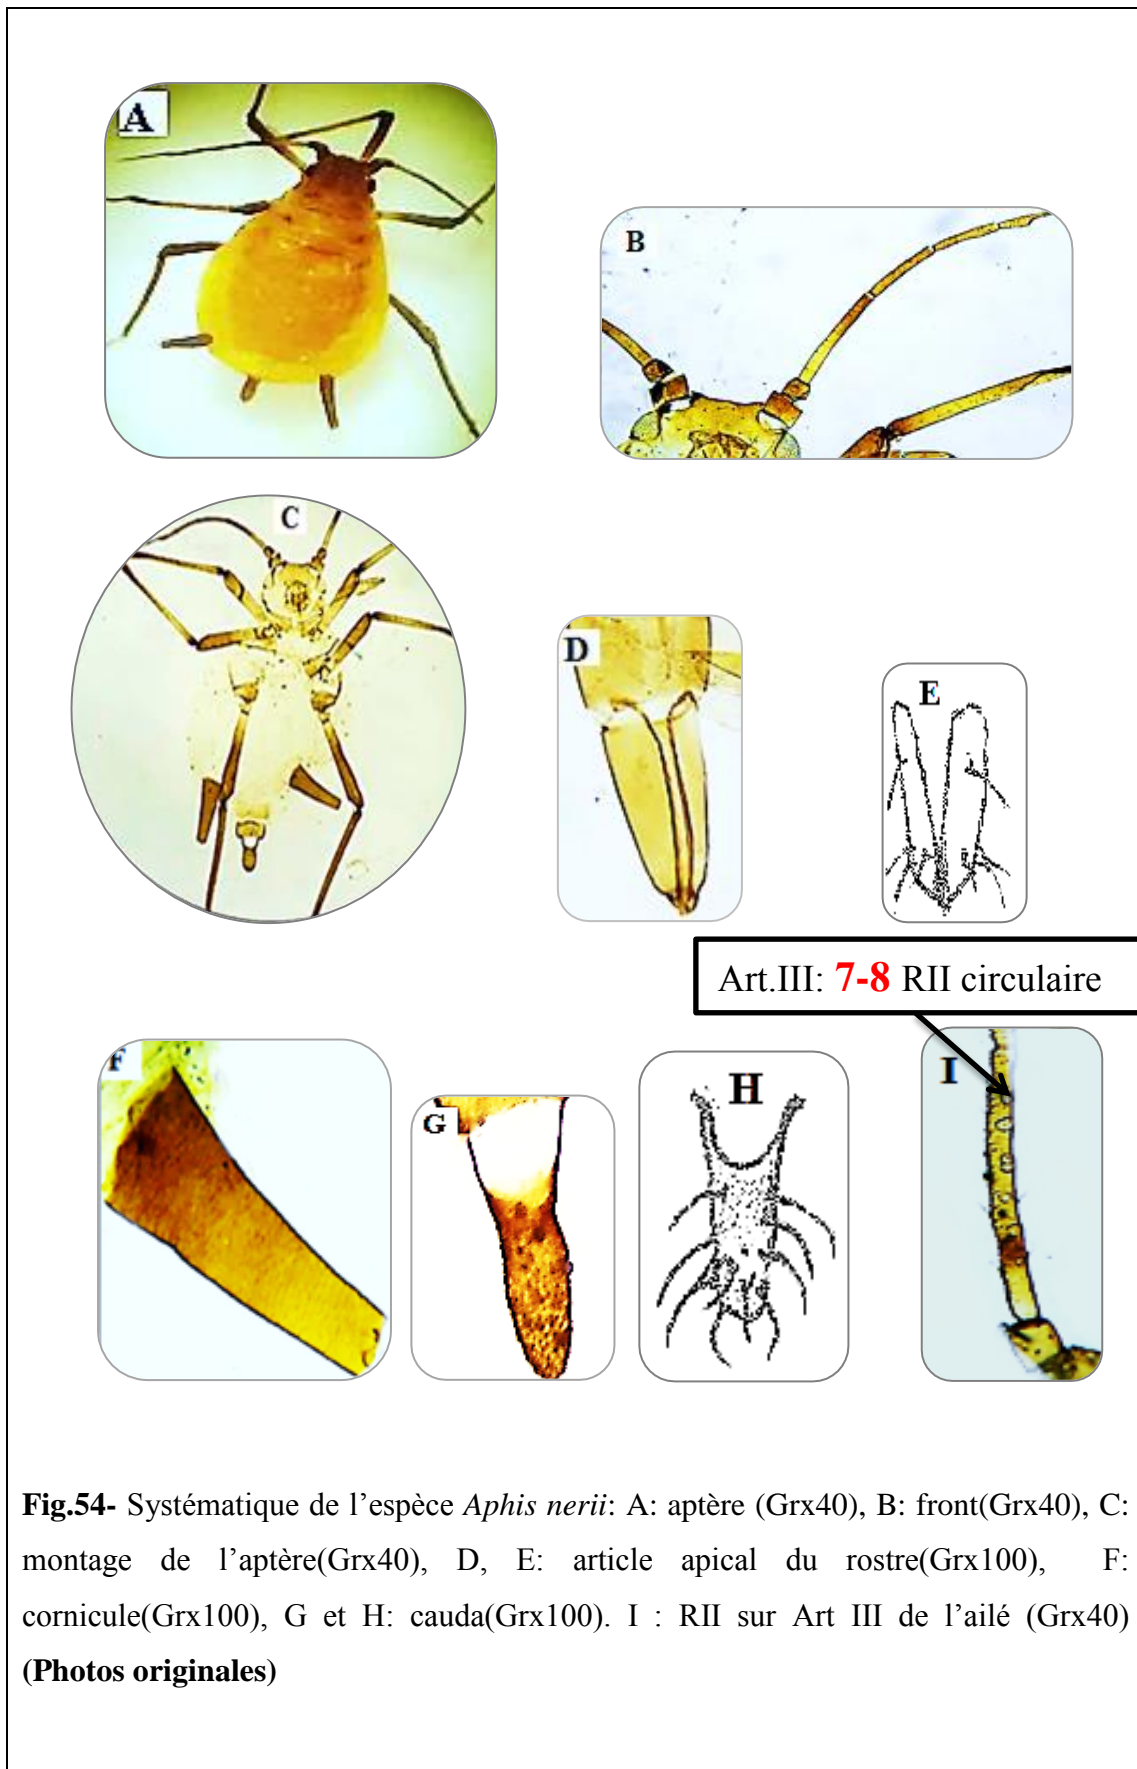 A
B
C
D
E
Art.III: 7-8 RII circulaire
F
G
H
I
Fig.54- Systématique de l’espèce Aphis nerii: A: aptère (Grx40), B: front(Grx40), C:
montage de l’aptère(Grx40), D, E: article apical du rostre(Grx100), F:
cornicule(Grx100), G et H: cauda(Grx100). I : RII sur Art III de l’ailé (Grx40)
(Photos originales)